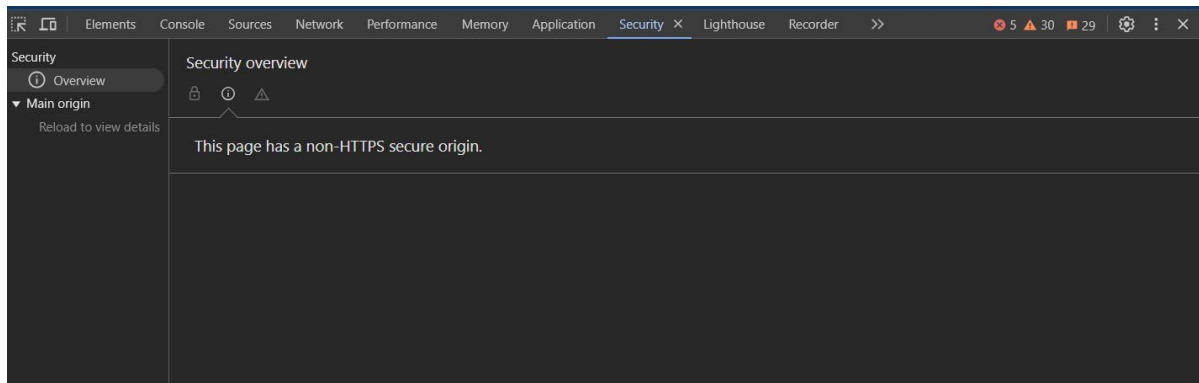 Elements Console Sources Network Performance Memory Application Security Lighthouse Recorder 5 30 29
Security
Overview
Main origin
Reload to view details
Security overview
This page has a non-HTTPS secure origin.